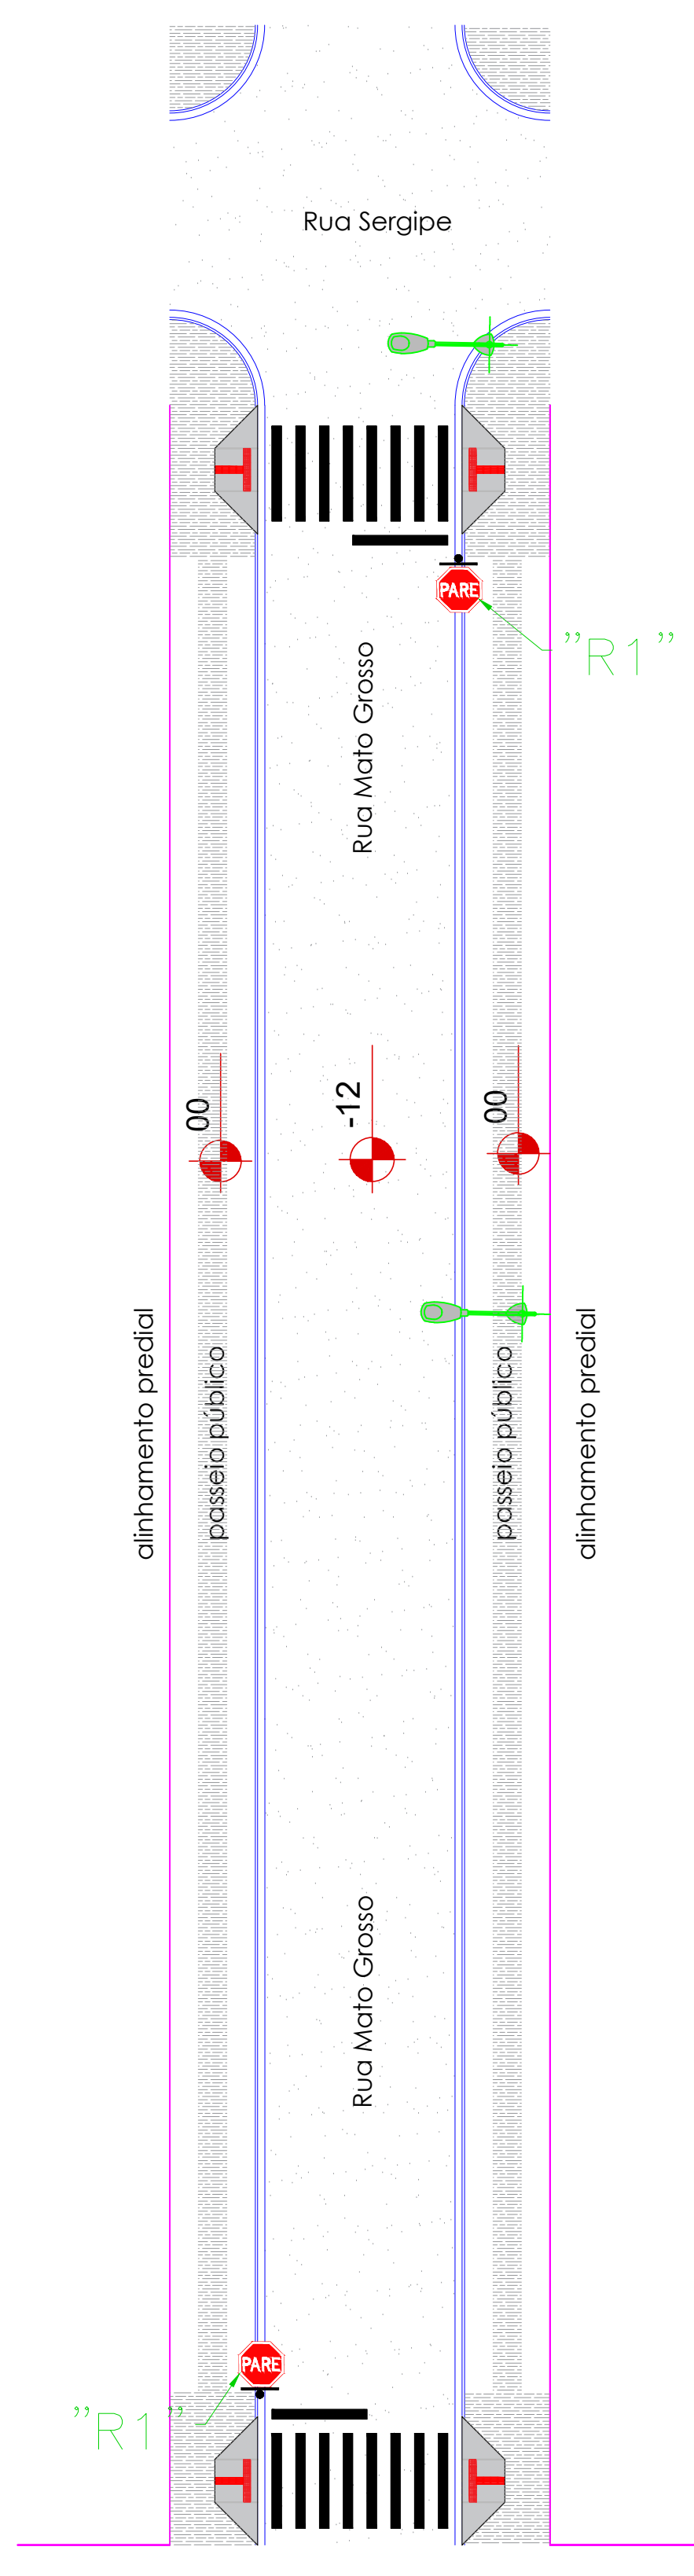 Rua Sergipe
PARE
"R1"
Rua Mato Grosso
00
-12
00
alinhamento predial
passeio público
passeio público
alinhamento predial
Rua Mato Grosso
PARE
"R1"